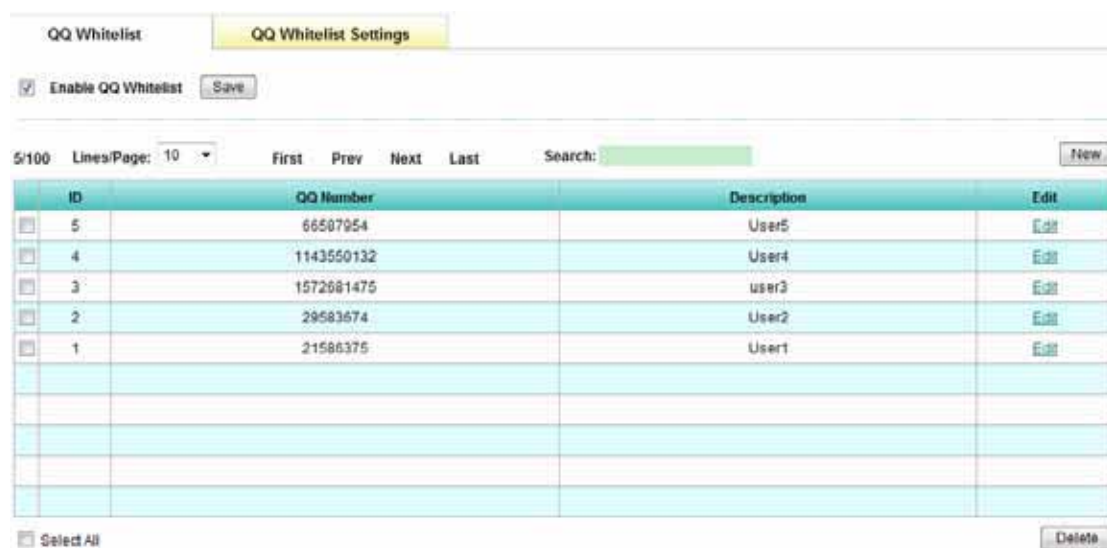 QQ Whitelist QQ Whitelist Settings
Enable QQ Whitelist Save
5/100 Lines/Page: 10 First Prev Next Last Search: New
ID QQ Number Description Edit
5 66587954 User5 Edit
4 1143550132 User4 Edit
3 1572681475 user3 Edit
2 29583674 User2 Edit
1 21586375 User1 Edit
Select All Delete